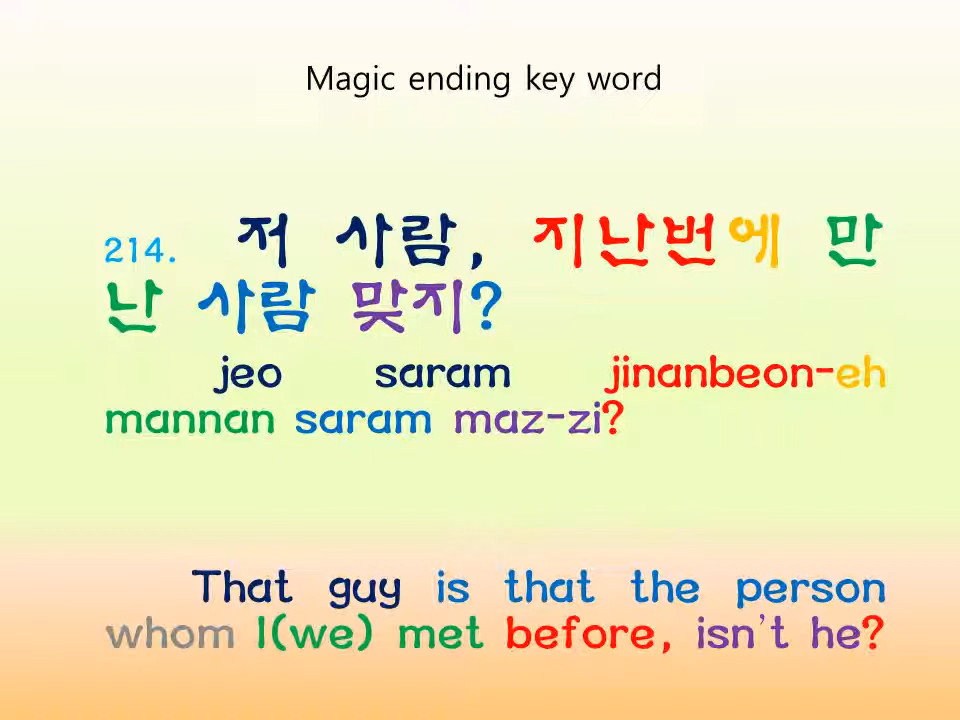 Magic ending key word
214. 저 사람, 지난번에 만
난 사람 맞지?
jeo saram jinanbeon-eh
mannan saram maz-zi?
That guy is that the person
whom I(we) met before, isn't he?